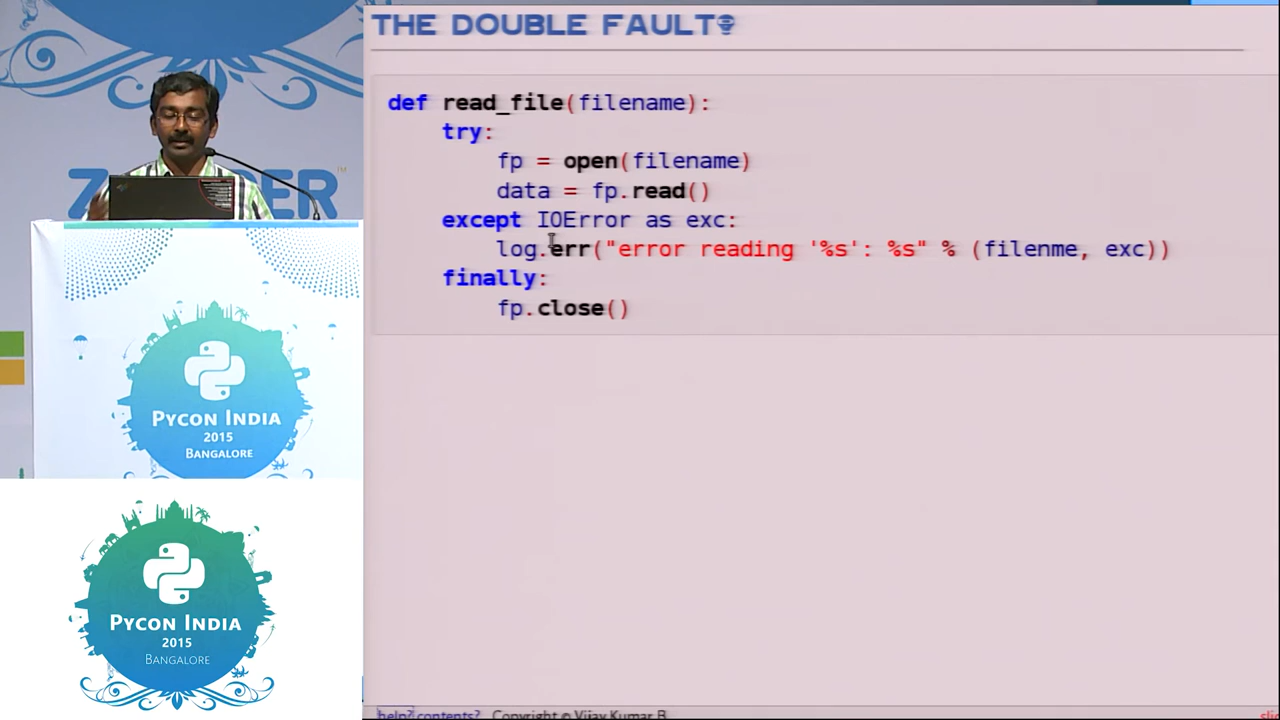 THE DOUBLE FAULT?
def read_file(filename):
try:
fp = open(filename)
data = fp.read()
except IOError as exc:
log.err("error reading '%s': %s" % (filenme, exc))
finally:
fp.close()
PYCON INDIA
2015
BANGALORE
PYCON INDIA
2015
BANGALORE
help? contents? Copyright © Vijay Kumar B